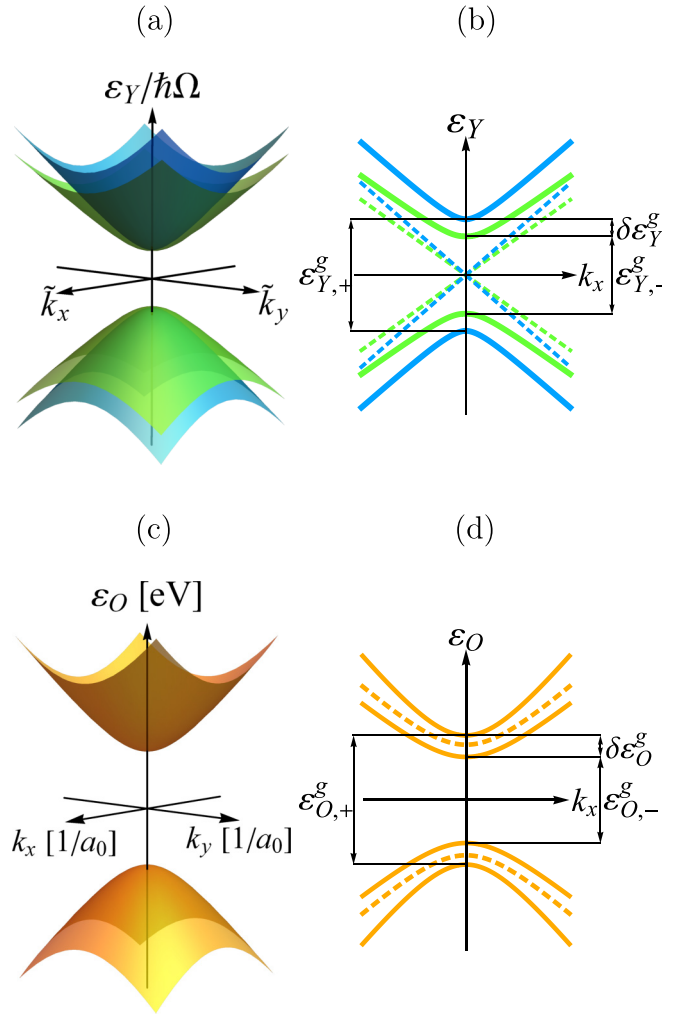 (a)
ε_Y/ħΩ
k̃_x
k̃_y
(b)
ε_Y
δε^g_Y
ε^g_{Y,+}
k_x
ε^g_{Y,-}
(c)
ε_O [eV]
k_x [1/a_0]
k_y [1/a_0]
(d)
ε_O
δε^g_O
ε^g_{O,+}
k_x
ε^g_{O,-}